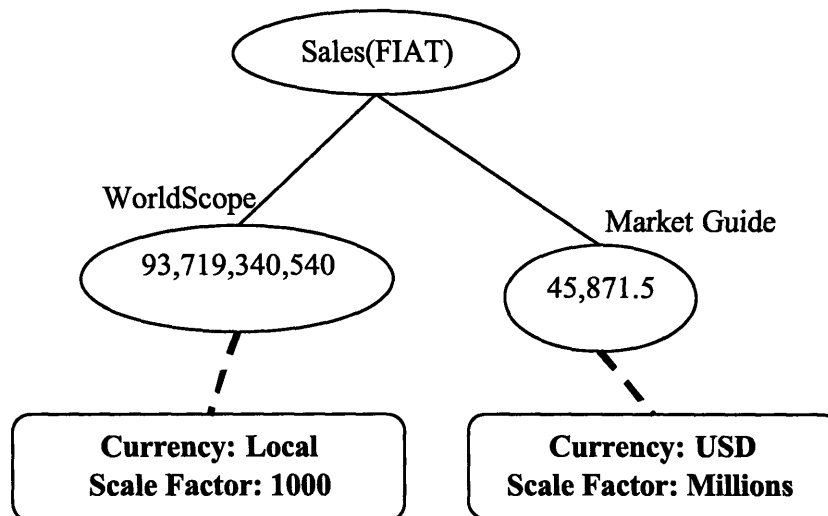 Sales(FIAT)
WorldScope
Market Guide
93,719,340,540
45,871.5
Currency: Local
Scale Factor: 1000
Currency: USD
Scale Factor: Millions